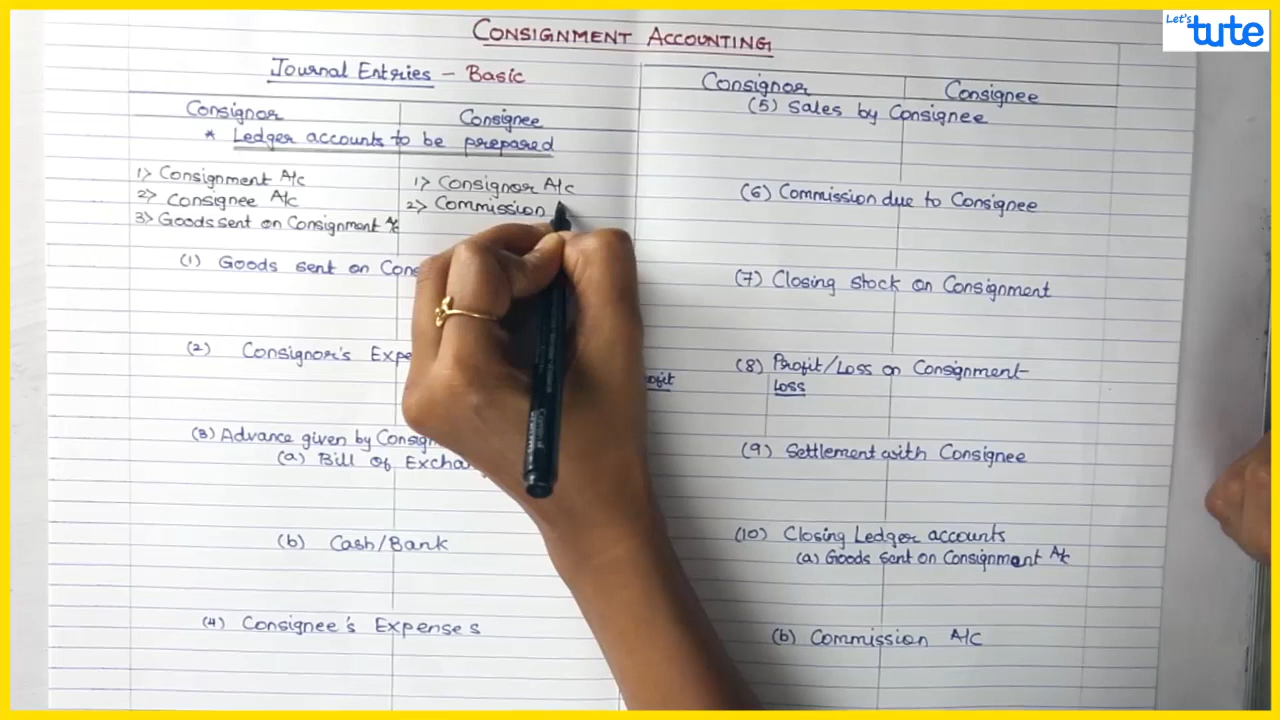 Let's tute
CONSIGNMENT ACCOUNTING
Journal Entries - Basic
Consignor Consignee
* Ledger accounts to be prepared
1> Consignment A/c
2> Consignee A/c
3> Goods sent on Consignment A/c
1> Consignor A/c
2> Commission
(1) Goods sent on
(2) Consignor's
(3) Advance given by
(a) Bill of
(b) Cash/Bank
(4) Consignee's Expenses
Consignor Consignee
(5) Sales by Consignee
(6) Commission due to Consignee
(7) Closing stock on Consignment
(8) Profit/Loss on Consignment
Loss
(9) Settlement with Consignee
(10) Closing Ledger accounts
(a) Goods sent on Consignment A/c
(b) Commission A/C